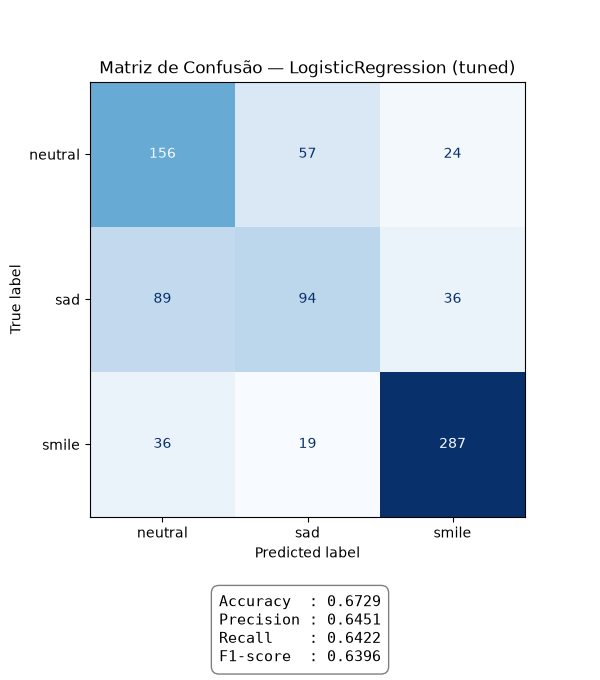 Matriz de Confusão — LogisticRegression (tuned)
True label
neutral 156 57 24
sad 89 94 36
smile 36 19 287
neutral sad smile
Predicted label
Accuracy  : 0.6729
Precision : 0.6451
Recall    : 0.6422
F1-score  : 0.6396